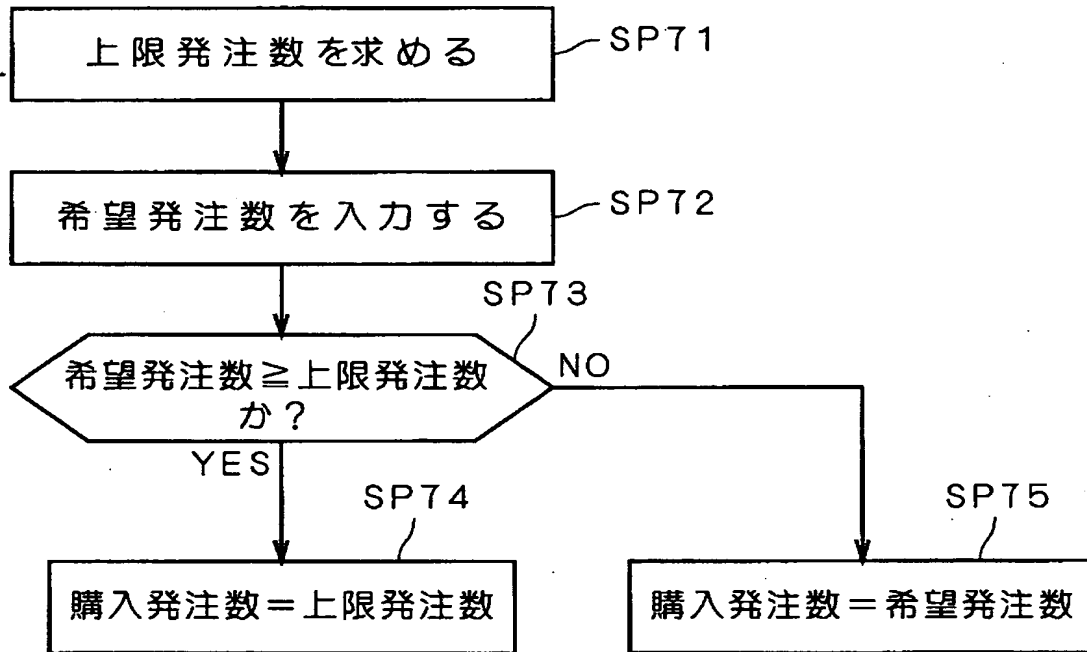 上限発注数を求める
SP71
希望発注数を入力する
SP72
SP73
希望発注数≧上限発注数
か?
NO
YES
SP74
SP75
購入発注数=上限発注数
購入発注数=希望発注数